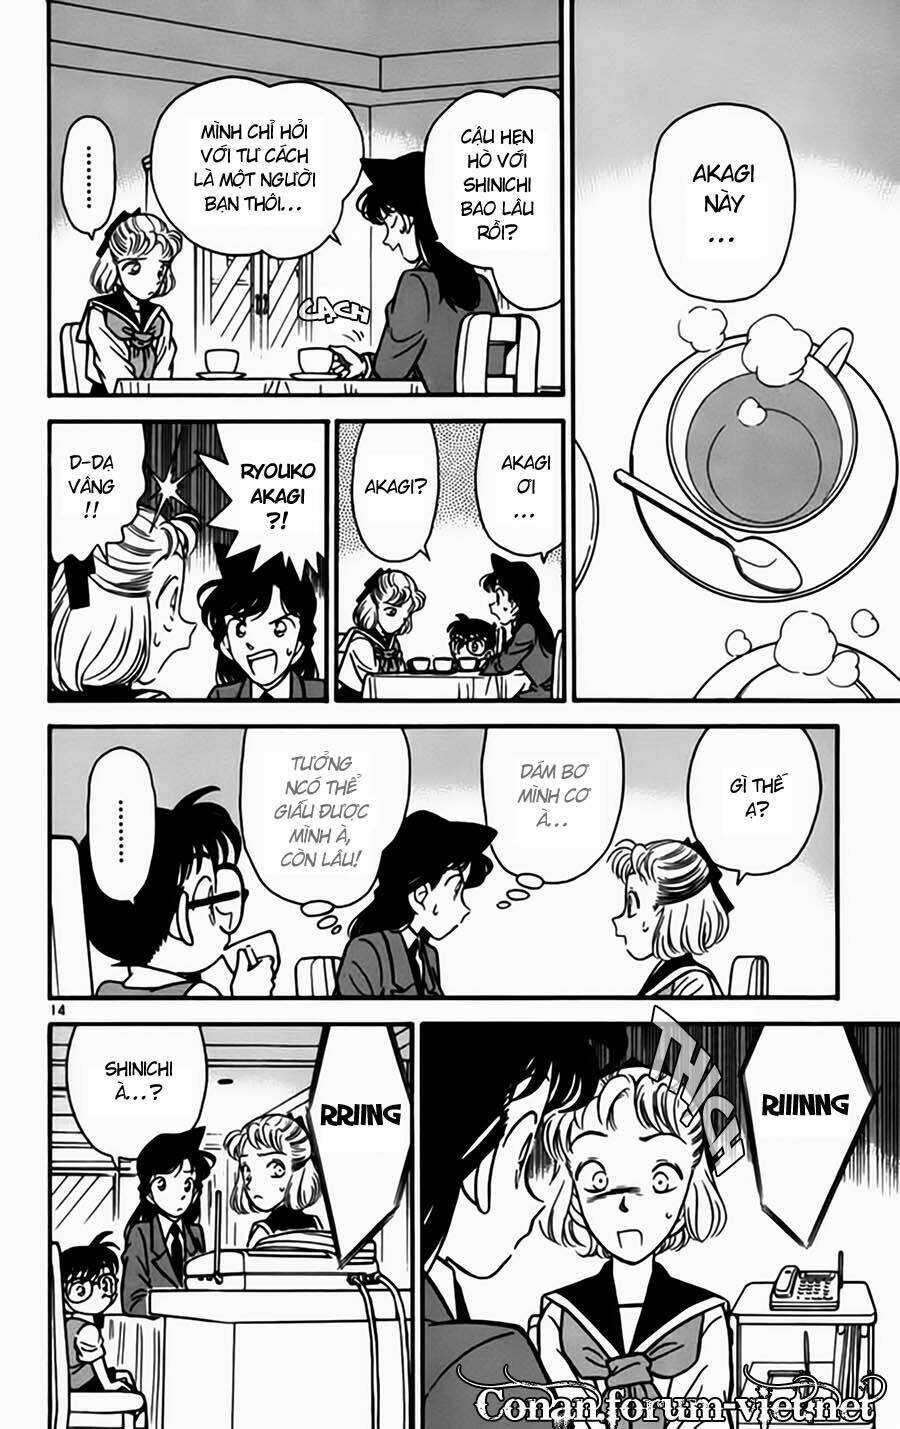 AKAGI
NÀY
...
CẬU HẸN
HÒ VỚI
SHINICHI
BAO LÂU
RỒI?
MÌNH CHỈ HỎI
VỚI TƯ CÁCH
LÀ MỘT NGƯỜI
BẠN THÔI...
........
CẠCH
AKAGI
ƠI
...
AKAGI?
RYOUKO
AKAGI
?!
D-DẠ
VÂNG
!!
GÌ THẾ
Ạ?
DÁM BƠ
MÌNH CƠ
À...
TƯỞNG
NCÓ THỂ
GIẤU ĐƯỢC
MÌNH À,
CÒN LÂU!
........
14
RIIINNG
THỊCH
RRIING
SHINICHI
À...?
Conan.forum-viet.net